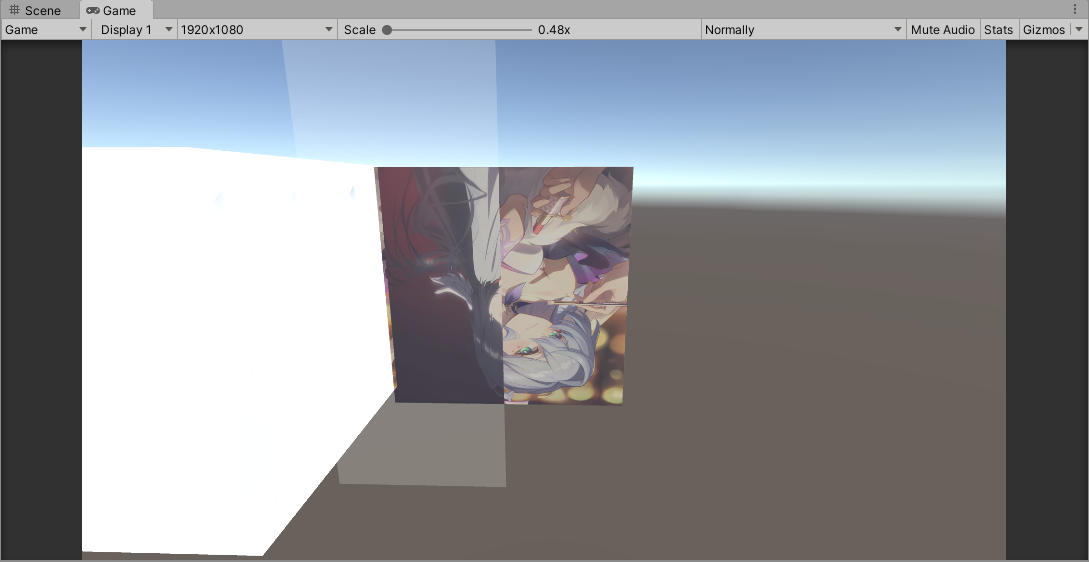 Scene Game
Game Display 1 1920x1080 Scale 0.48x Normally Mute Audio Stats Gizmos